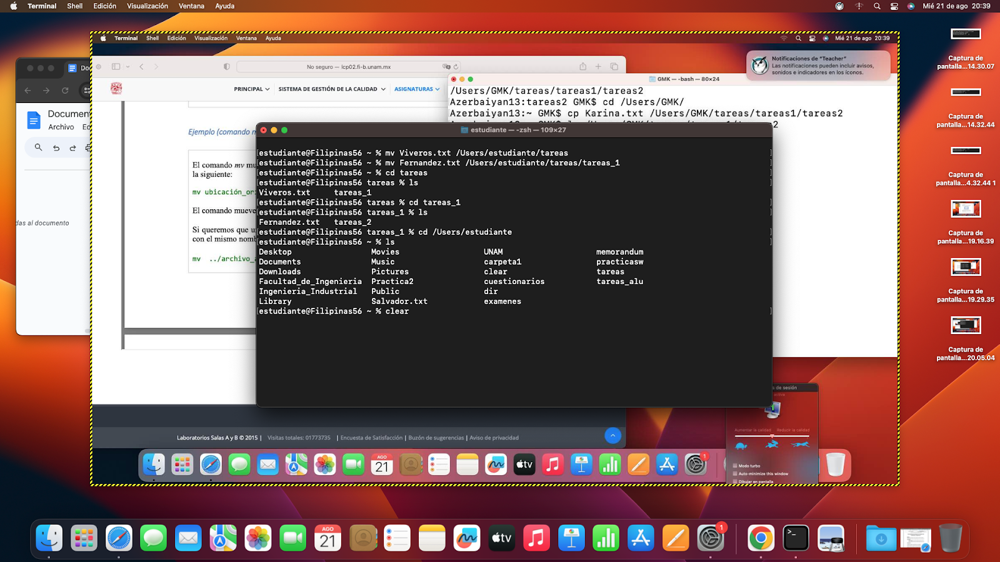 Terminal Shell Edición Visualización Ventana Ayuda
Mié 21 de ago 20:39
Terminal Shell Edición Visualización Ventana Ayuda
Mié 21 de ago 20:39
No seguro — lcp02.fi-b.unam.mx
Notificaciones de "Teacher"
Las notificaciones pueden incluir avisos,
sonidos e indicadores en los íconos.
PRINCIPAL SISTEMA DE GESTIÓN DE LA CALIDAD ASIGNATURAS
GMK — -bash — 80×24
/Users/GMK/tareas/tareas1/tareas2
Azerbaiyan13:tareas2 GMK$ cd /Users/GMK/
Azerbaiyan13:~ GMK$ cp Karina.txt /Users/GMK/tareas/tareas1/tareas2
Documen
Archivo
das al documento
Ejemplo (comando
El comando mv
la siguiente:
mv
El comando mueve
Si queremos que
con el mismo
mv
estudiante — -zsh — 109×27
[estudiante@Filipinas56 ~ % mv Viveros.txt /Users/estudiante/tareas ]
[estudiante@Filipinas56 ~ % mv Fernandez.txt /Users/estudiante/tareas/tareas_1 ]
[estudiante@Filipinas56 ~ % cd tareas ]
[estudiante@Filipinas56 tareas % ls ]
Viveros.txt tareas_1
[estudiante@Filipinas56 tareas % cd tareas_1 ]
[estudiante@Filipinas56 tareas_1 % ls ]
Fernandez.txt tareas_2
[estudiante@Filipinas56 tareas_1 % cd /Users/estudiante ]
[estudiante@Filipinas56 ~ % ls ]
Desktop Movies UNAM memorandum
Documents Music carpeta1 practicasw
Downloads Pictures clear tareas
Facultad_de_Ingenieria Practica2 cuestionarios tareas_alu
Ingenieria_Industrial Public dir
Library Salvador.txt examenes
[estudiante@Filipinas56 ~ % clear ]
Laboratorios Salas A y B © 2015 | Visitas totales: 01773735 | Encuesta de Satisfacción | Buzón de sugerencias | Aviso de privacidad
s de sesión
activa
Aumentar la calidad Reducir la calidad
Modo turbo
Auto-minimize this window
Dibujar en pantalla
AGO
21
tv
1
AGO
21
tv
1
Captura de
pantalla...14.30.07
Captura de
pantalla...14.32.44
Captura de
pantalla...4.32.44 1
Captura de
pantalla...19.16.39
Captura de
pantalla...19.29.35
Captura de
pantalla...20.05.04